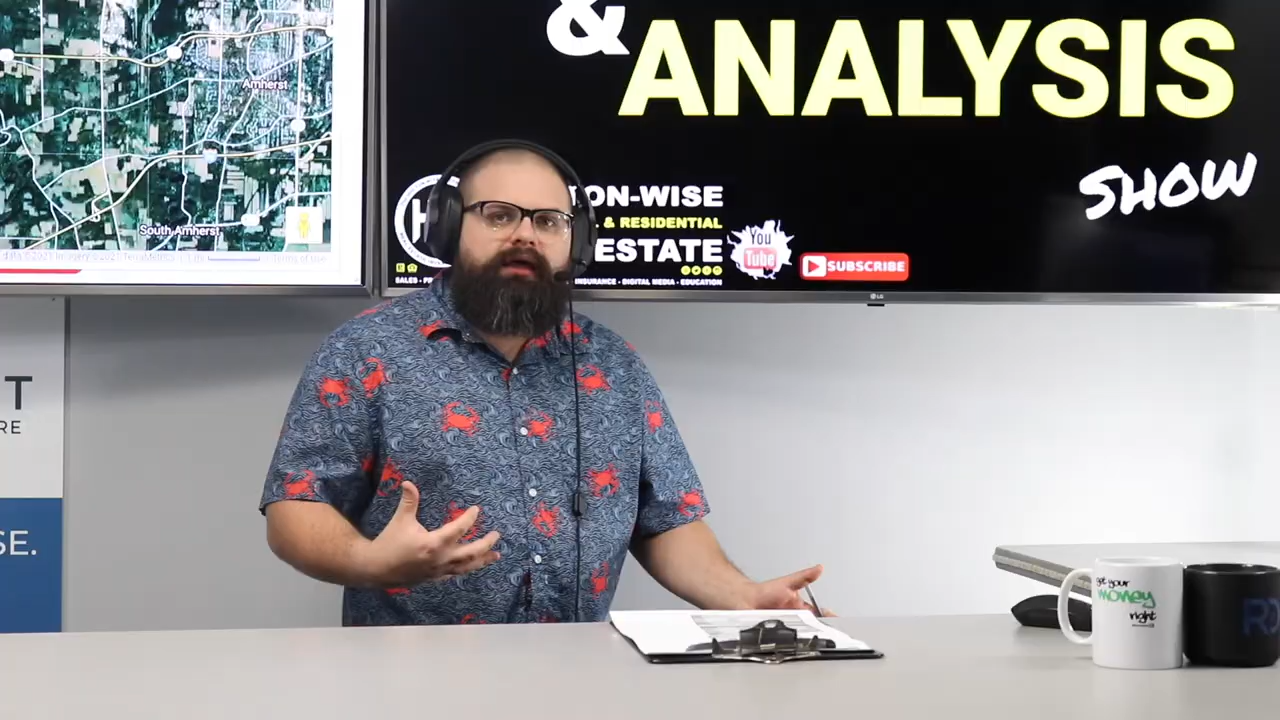 &
ANALYSIS
SHOW
Amherst
South Amherst
ON-WISE
& RESIDENTIAL
ESTATE
INSURANCE - DIGITAL MEDIA - EDUCATION
You
Tube
SUBSCRIBE
LG
T
RE
SE.
get your
money
right